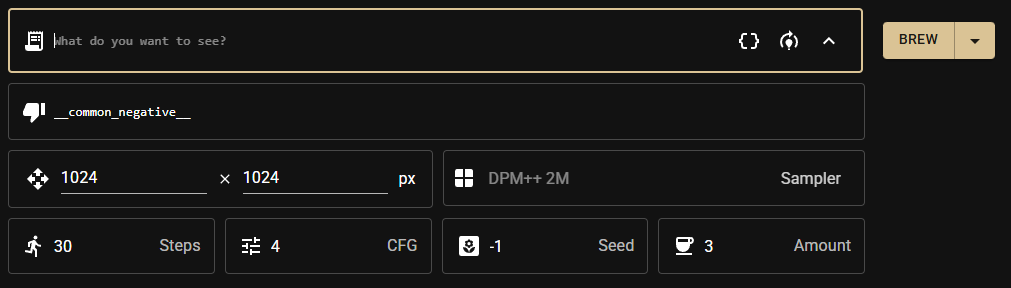 What do you want to see?
BREW
__common_negative__
1024 × 1024 px
DPM++ 2M Sampler
30 Steps
4 CFG
-1 Seed
3 Amount